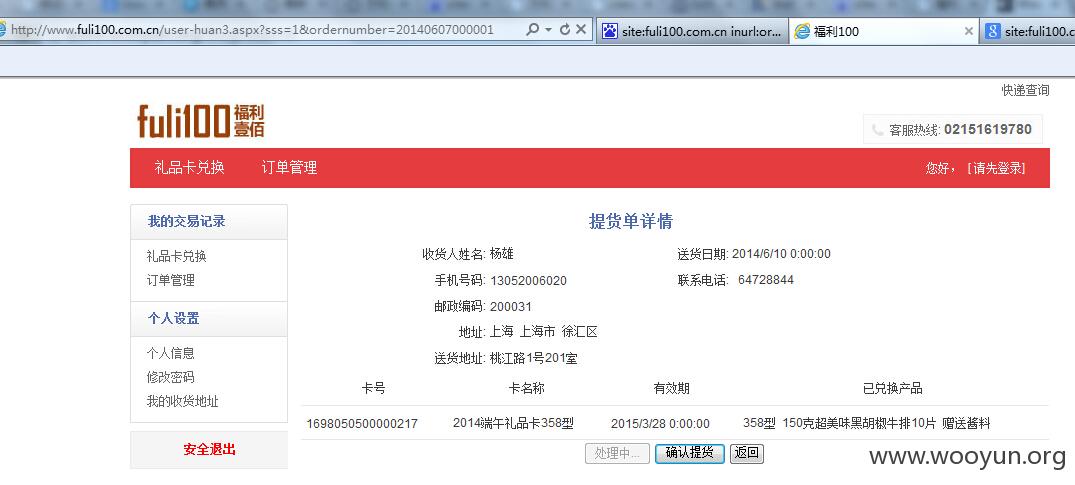 http://www.fuli100.com.cn/user-huan3.aspx?sss=1&ordernumber=20140607000001
site:fuli100.com.cn inurl:or...
福利100
site:fuli100.c
快递查询
fuli100 福利壹佰
客服热线: 02151619780
礼品卡兑换 订单管理 您好， [请先登录]
我的交易记录
礼品卡兑换
订单管理
个人设置
个人信息
修改密码
我的收货地址
安全退出
提货单详情
收货人姓名: 杨雄 送货日期: 2014/6/10 0:00:00
手机号码: 13052006020 联系电话: 64728844
邮政编码: 200031
地址: 上海 上海市 徐汇区
送货地址: 桃江路1号201室
卡号 卡名称 有效期 已兑换产品
1698050500000217 2014端午礼品卡358型 2015/3/28 0:00:00 358型 150克超美味黑胡椒牛排10片 赠送酱料
处理中... 确认提货 返回
www.wooyun.org